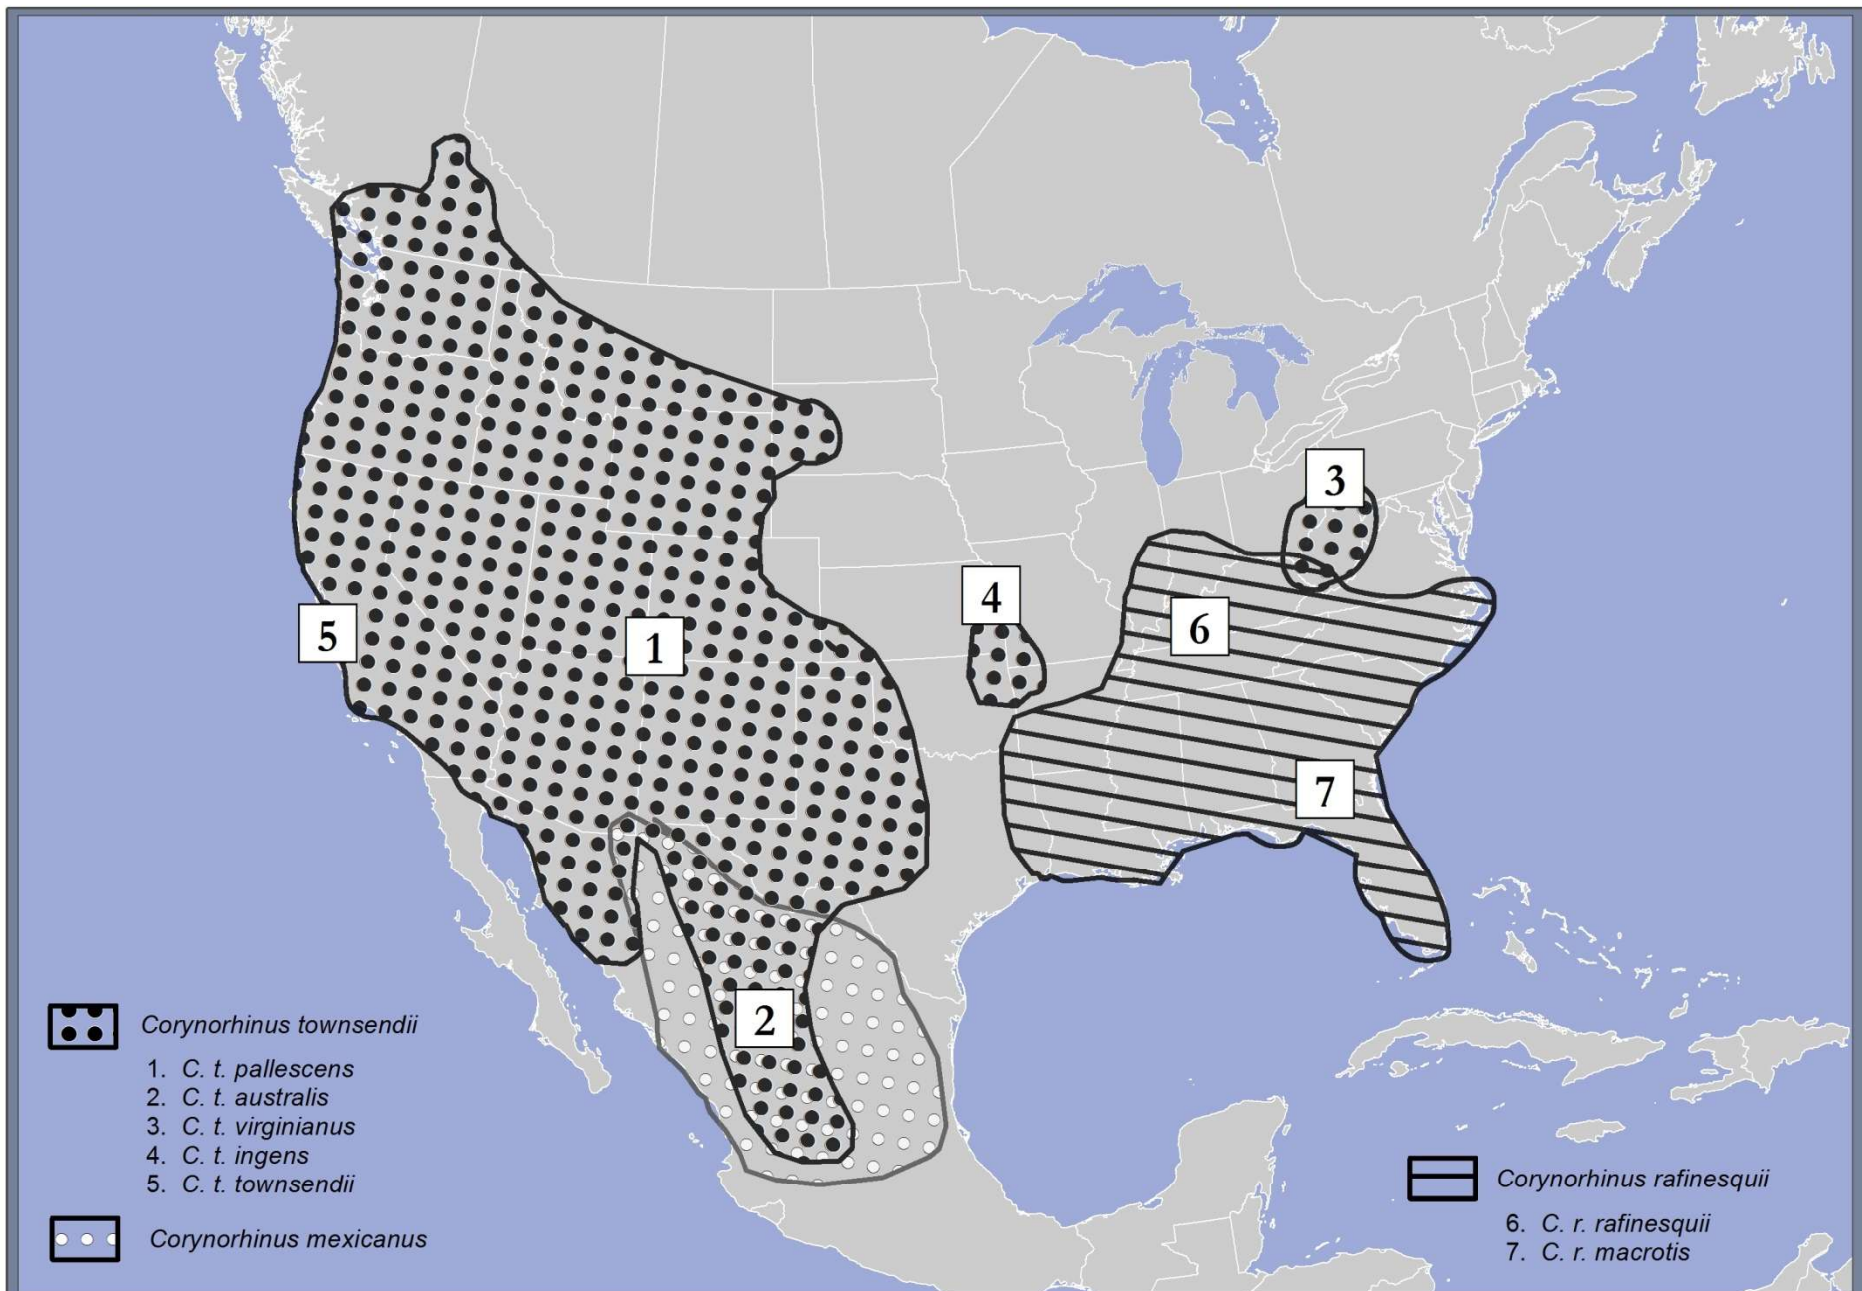 3
4
6
5
1
7
2
Corynorhinus townsendii
1. C. t. pallescens
2. C. t. australis
3. C. t. virginianus
4. C. t. ingens
5. C. t. townsendii
Corynorhinus mexicanus
Corynorhinus rafinesquii
6. C. r. rafinesquii
7. C. r. macrotis